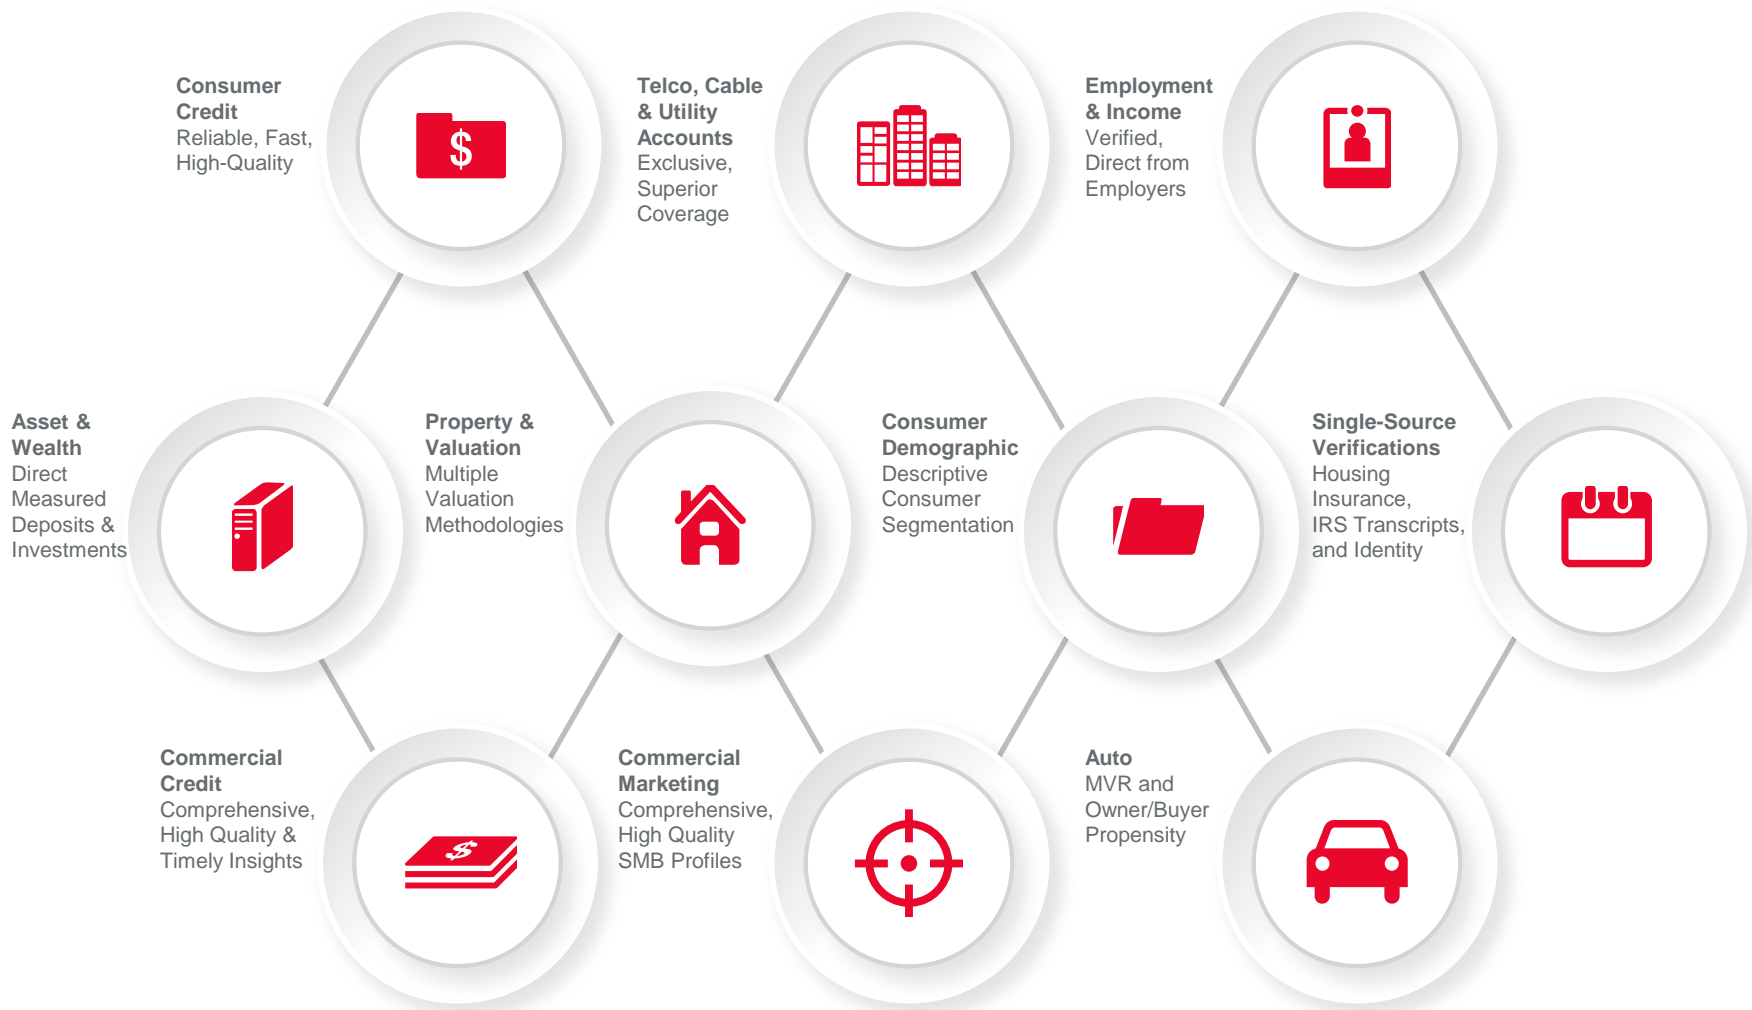 Consumer
Credit
Reliable, Fast,
High-Quality
$
Telco, Cable
& Utility
Accounts
Exclusive,
Superior
Coverage
Employment
& Income
Verified,
Direct from
Employers
Asset &
Wealth
Direct
Measured
Deposits &
Investments
Property &
Valuation
Multiple
Valuation
Methodologies
Consumer
Demographic
Descriptive
Consumer
Segmentation
Single-Source
Verifications
Housing
Insurance,
IRS Transcripts,
and Identity
Commercial
Credit
Comprehensive,
High Quality &
Timely Insights
$
Commercial
Marketing
Comprehensive,
High Quality
SMB Profiles
Auto
MVR and
Owner/Buyer
Propensity